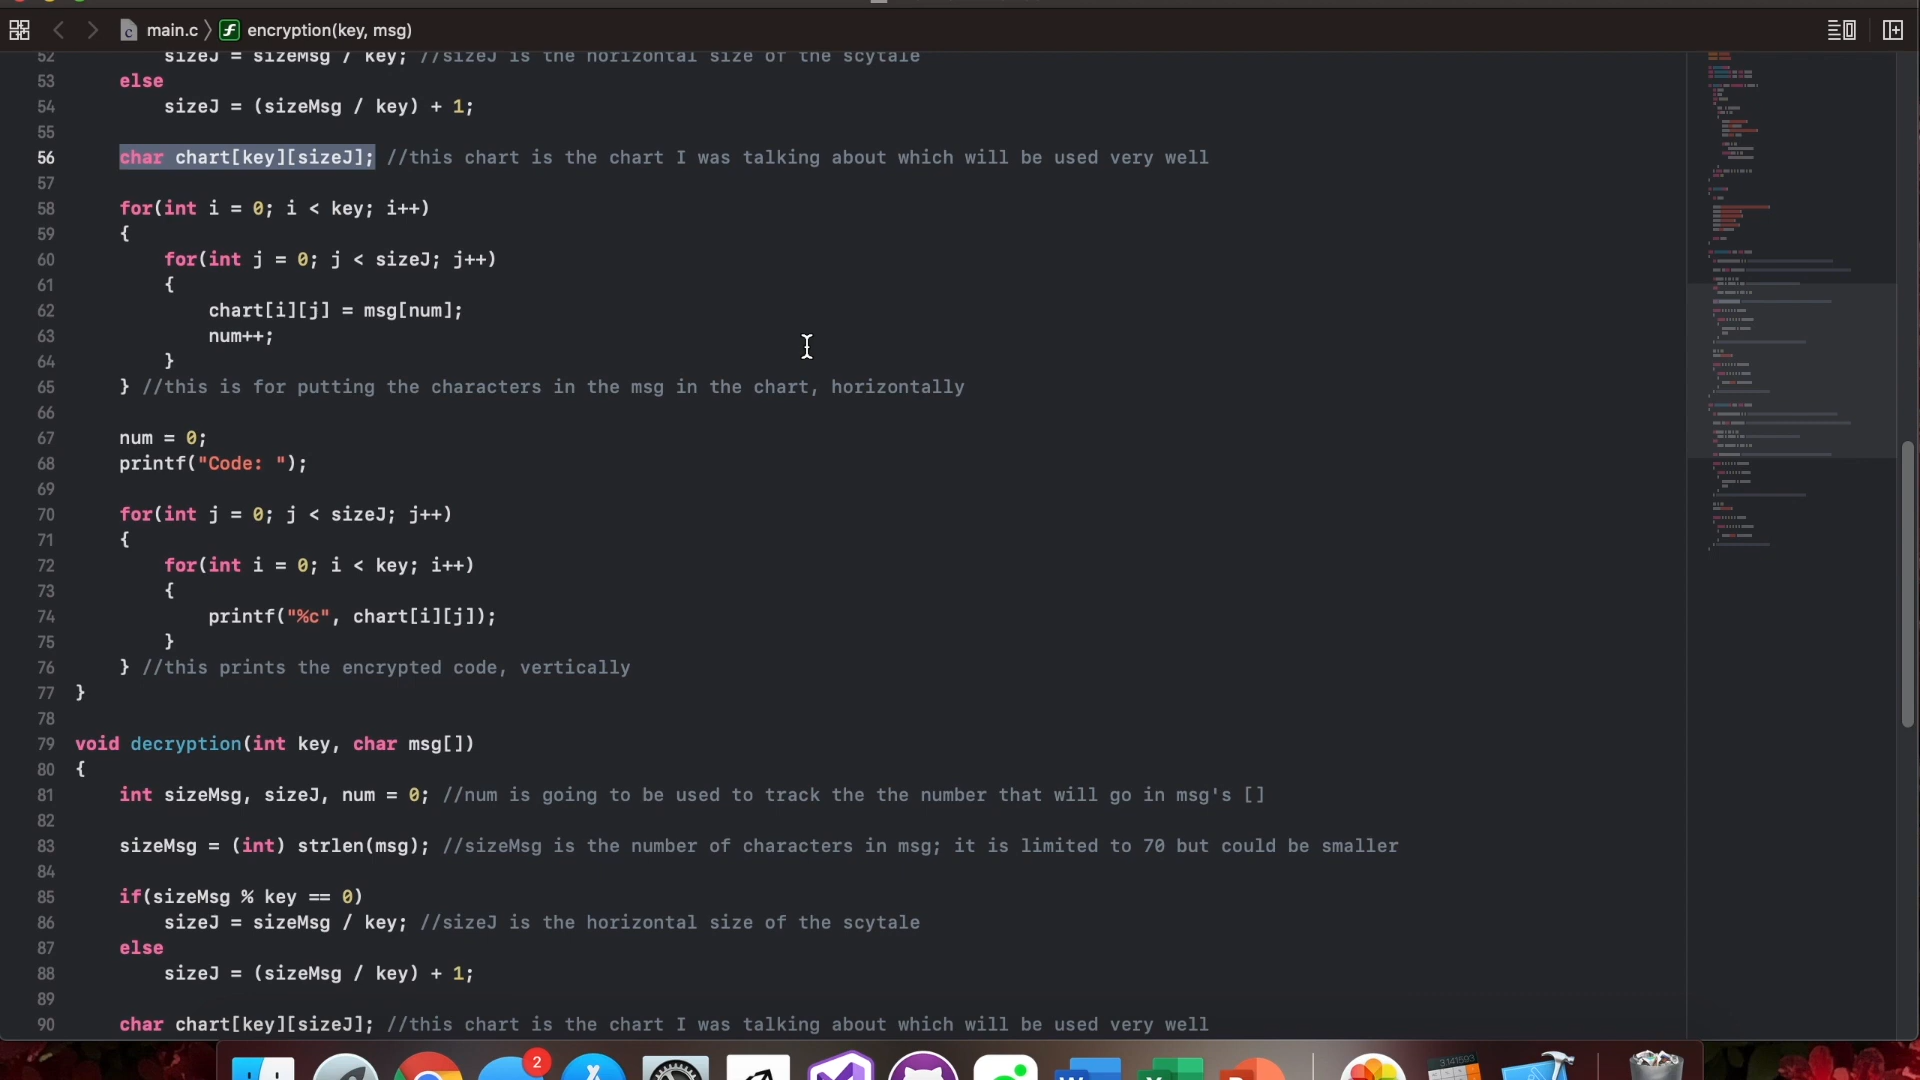 main.c 〉 f encryption(key, msg)
52 sizeJ = sizeMsg / key; //sizeJ is the horizontal size of the scytale
53 else
54 sizeJ = (sizeMsg / key) + 1;
55
56 char chart[key][sizeJ]; //this chart is the chart I was talking about which will be used very well
57
58 for(int i = 0; i < key; i++)
59 {
60 for(int j = 0; j < sizeJ; j++)
61 {
62 chart[i][j] = msg[num];
63 num++;
64 }
65 } //this is for putting the characters in the msg in the chart, horizontally
66
67 num = 0;
68 printf("Code: ");
69
70 for(int j = 0; j < sizeJ; j++)
71 {
72 for(int i = 0; i < key; i++)
73 {
74 printf("%c", chart[i][j]);
75 }
76 } //this prints the encrypted code, vertically
77 }
78
79 void decryption(int key, char msg[])
80 {
81 int sizeMsg, sizeJ, num = 0; //num is going to be used to track the the number that will go in msg's []
82
83 sizeMsg = (int) strlen(msg); //sizeMsg is the number of characters in msg; it is limited to 70 but could be smaller
84
85 if(sizeMsg % key == 0)
86 sizeJ = sizeMsg / key; //sizeJ is the horizontal size of the scytale
87 else
88 sizeJ = (sizeMsg / key) + 1;
89
90 char chart[key][sizeJ]; //this chart is the chart I was talking about which will be used very well
2
3.141593